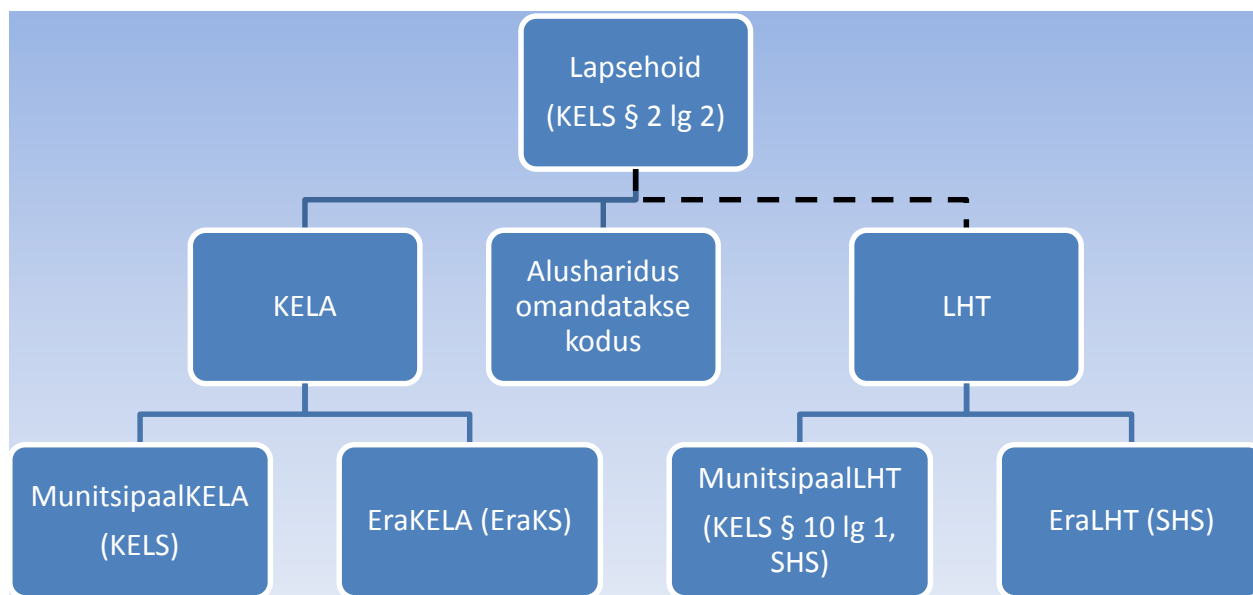 Lapsehoid
(KELS § 2 lg 2)
KELA
Alusharidus
omandatakse
kodus
LHT
MunitsipaalKELA
(KELS)
EraKELA (EraKS)
MunitsipaalLHT
(KELS § 10 lg 1,
SHS)
EraLHT (SHS)